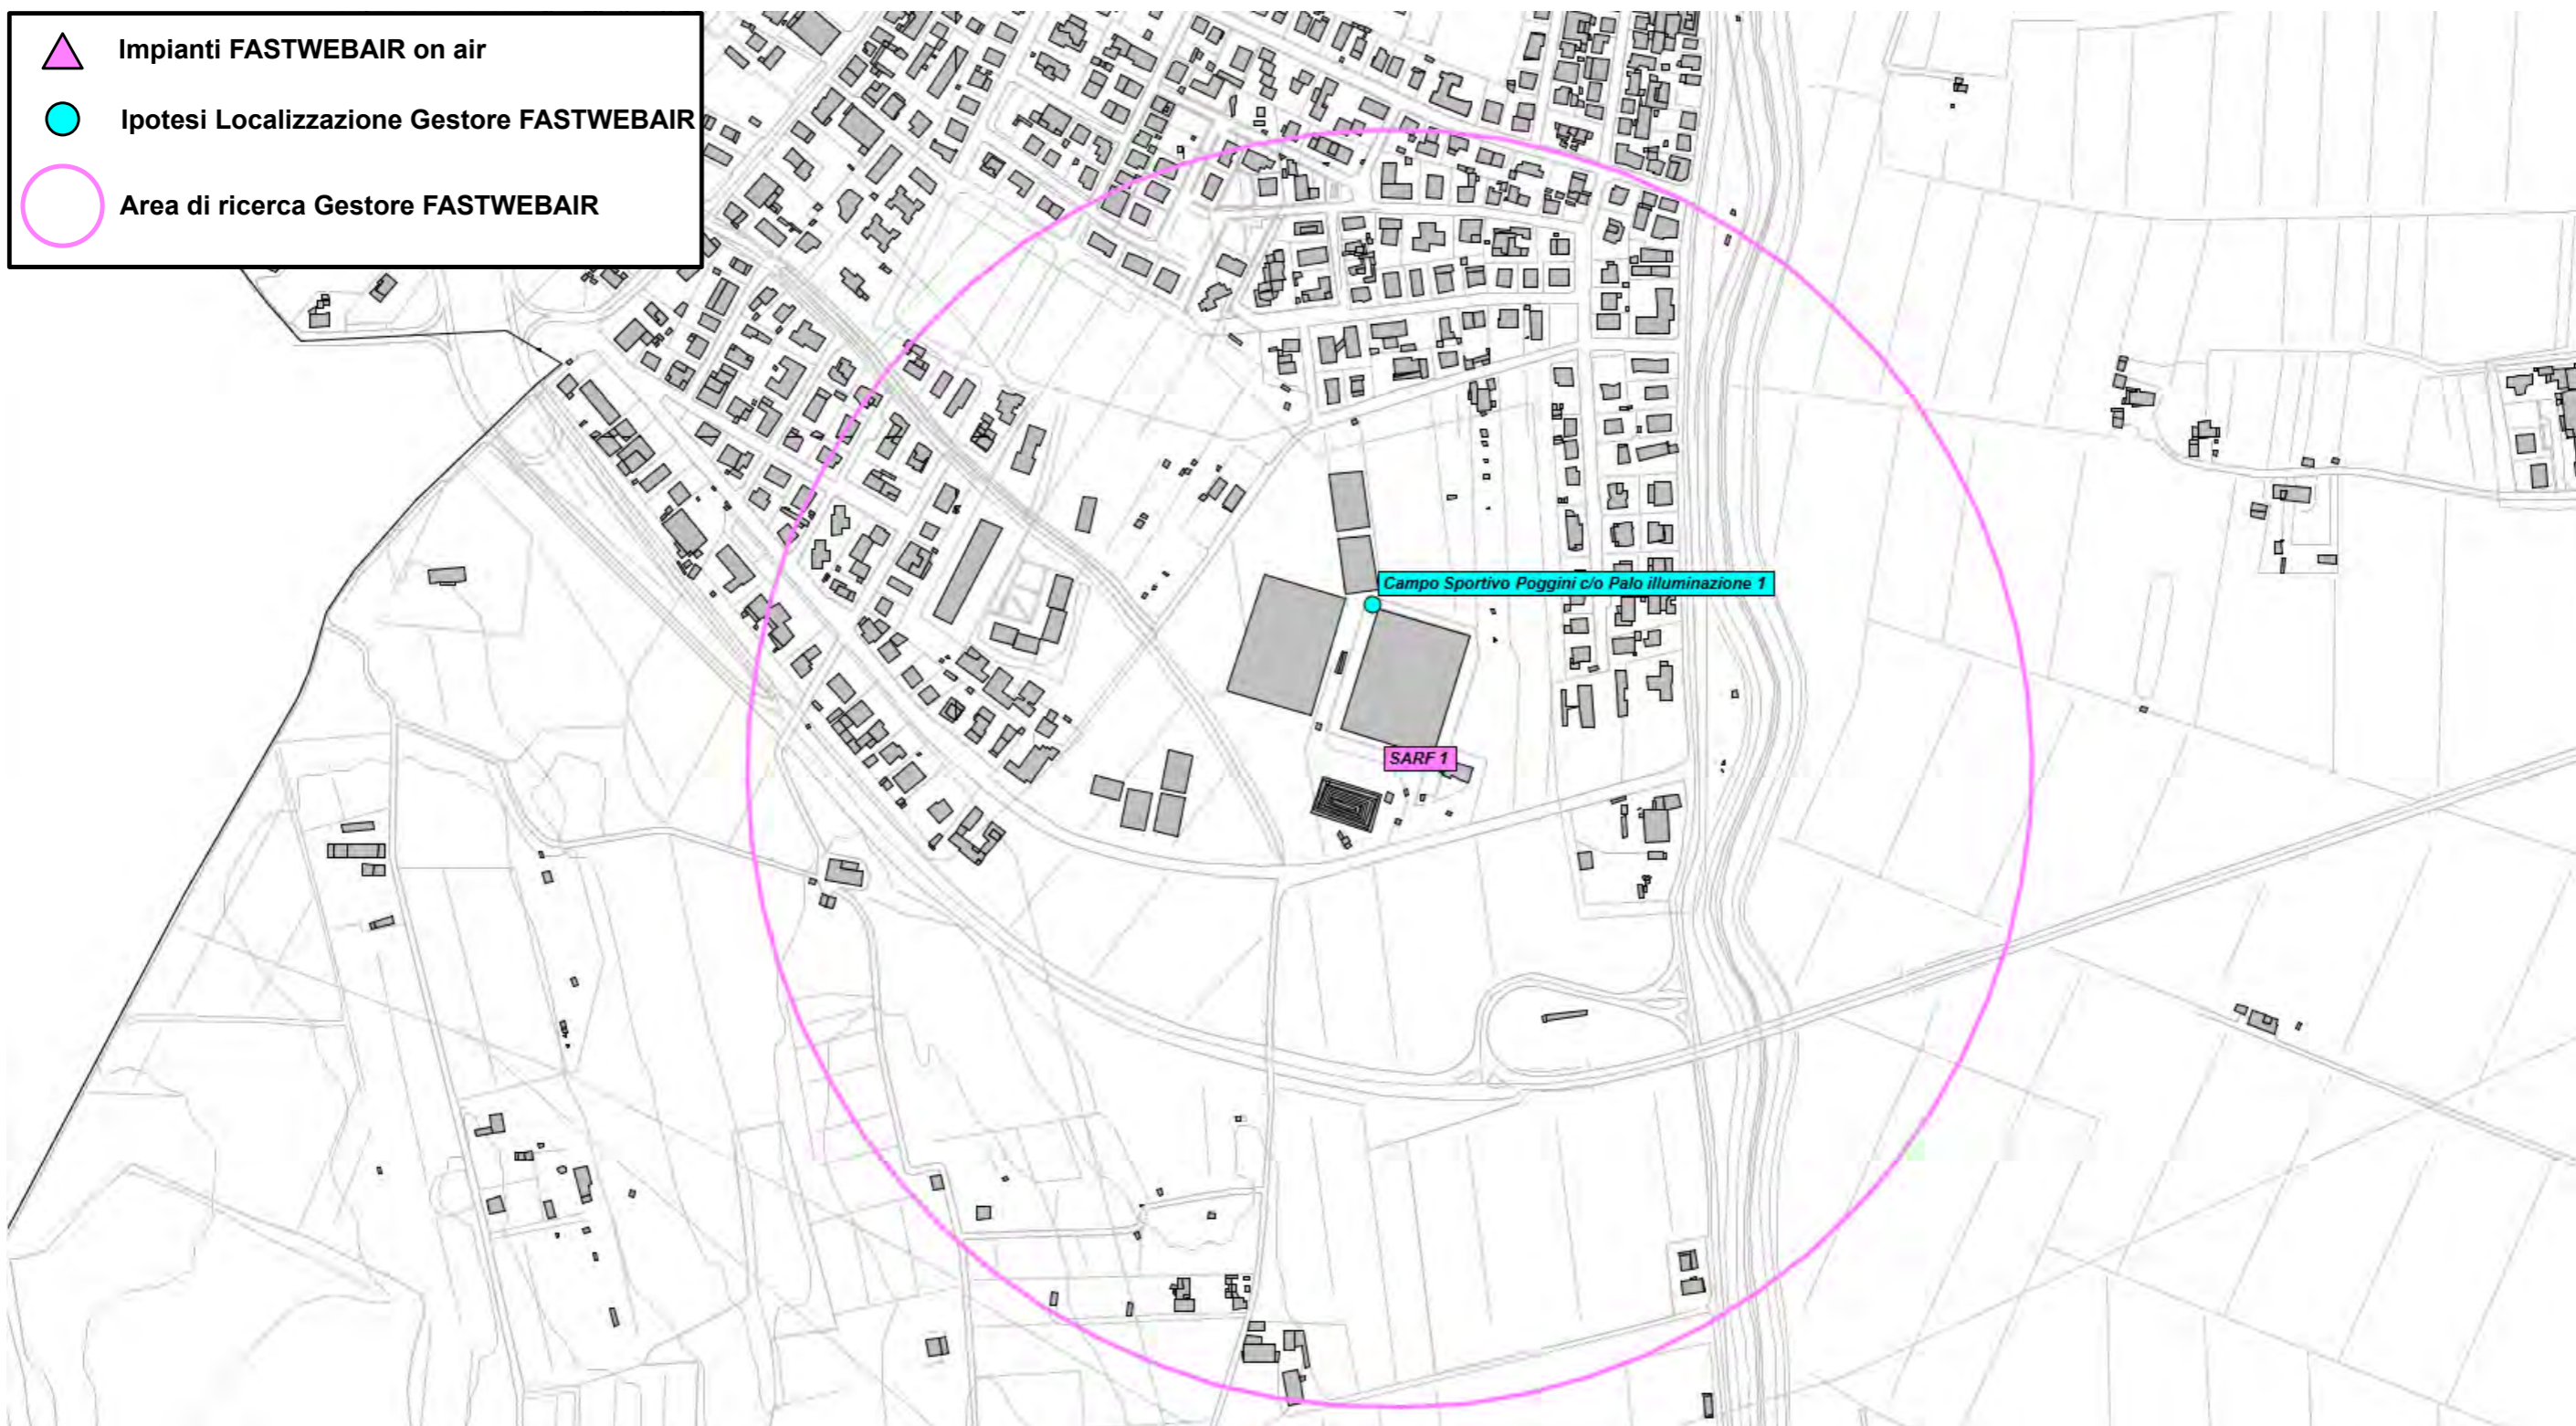 Impianti FASTWEBAIR on air
Ipotesi Localizzazione Gestore FASTWEBAIR
Area di ricerca Gestore FASTWEBAIR
Campo Sportivo Poggini c/o Palo illuminazione 1
SARF 1